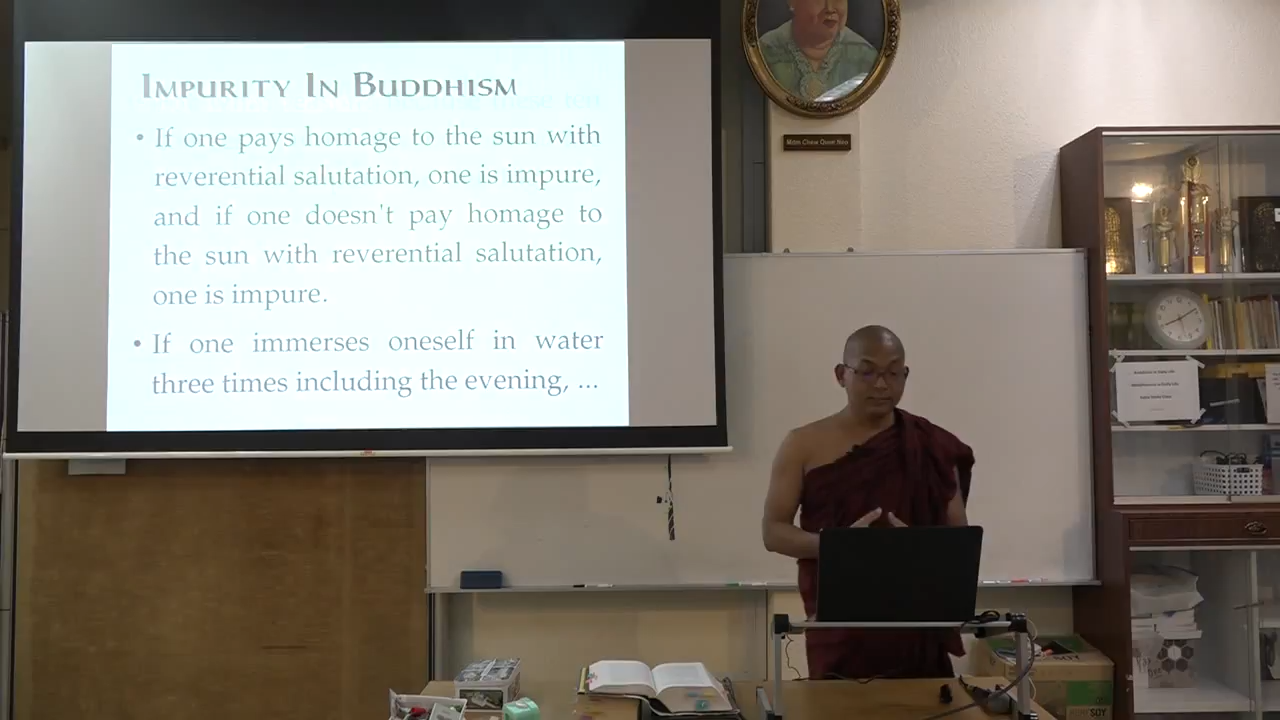 IMPURITY IN BUDDHISM
• If one pays homage to the sun with
reverential salutation, one is impure,
and if one doesn't pay homage to
the sun with reverential salutation,
one is impure.
• If one immerses oneself in water
three times including the evening, ...
SOY